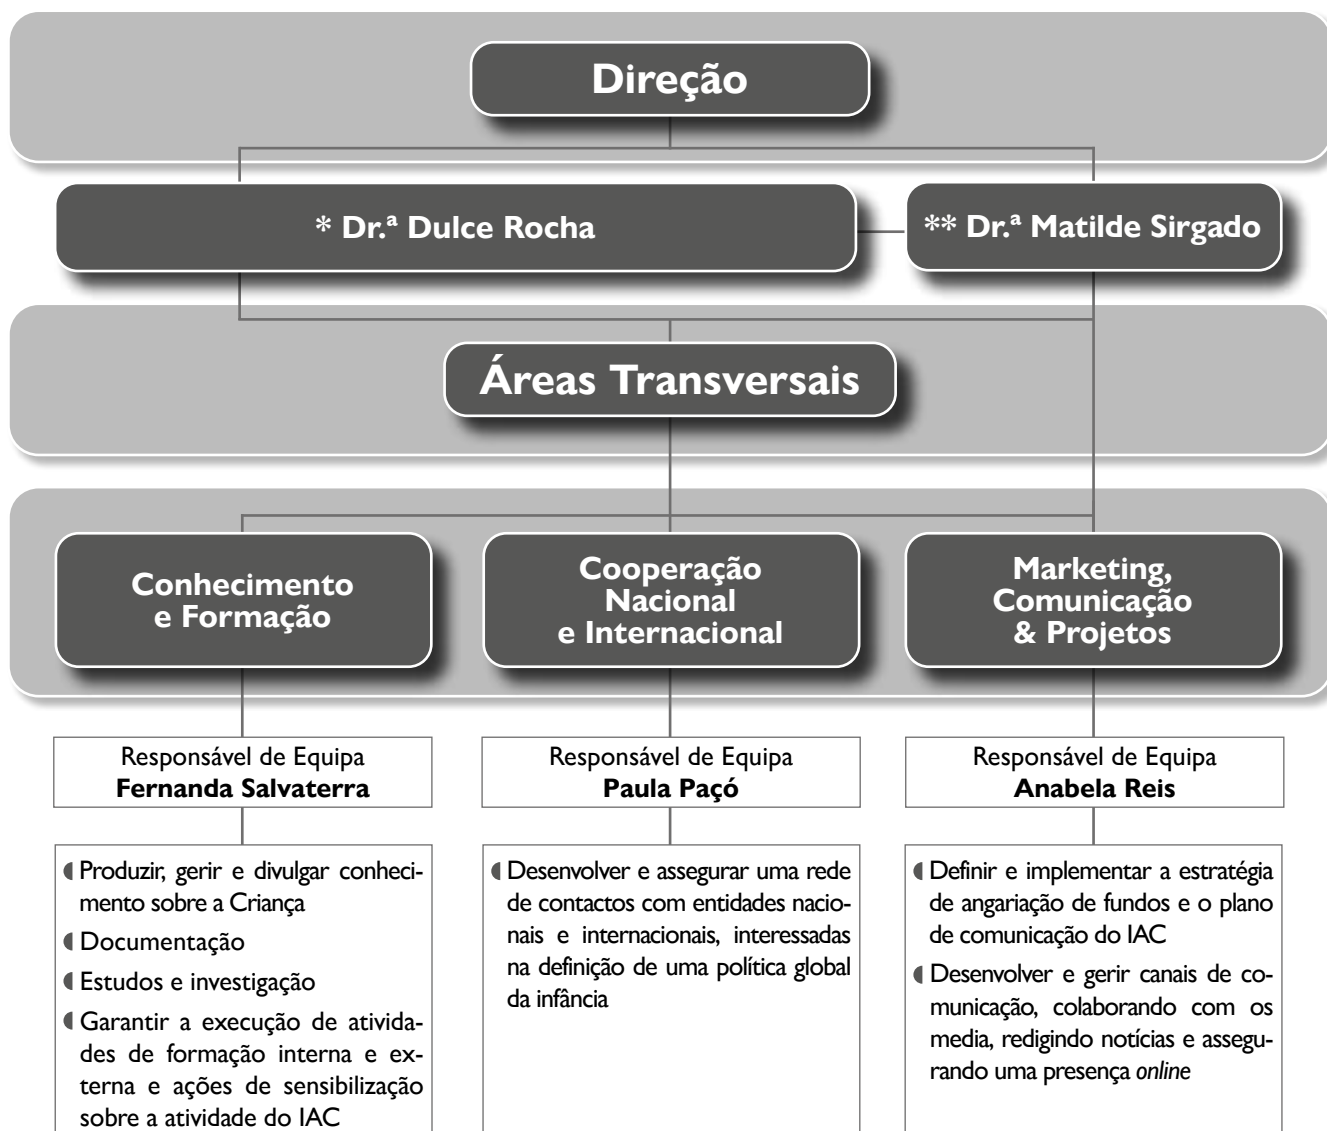 Direção
* Dr.ª Dulce Rocha
** Dr.ª Matilde Sirgado
Áreas Transversais
Conhecimento
e Formação
Cooperação
Nacional
e Internacional
Marketing,
Comunicação
& Projetos
Responsável de Equipa
Fernanda Salvaterra
Responsável de Equipa
Paula Paçó
Responsável de Equipa
Anabela Reis
Produzir, gerir e divulgar conheci-
mento sobre a Criança
Documentação
Estudos e investigação
Garantir a execução de ativida-
des de formação interna e ex-
terna e ações de sensibilização
sobre a atividade do IAC
Desenvolver e assegurar uma rede
de contactos com entidades nacio-
nais e internacionais, interessadas
na definição de uma política global
da infância
Definir e implementar a estratégia
de angariação de fundos e o plano
de comunicação do IAC
Desenvolver e gerir canais de co-
municação, colaborando com os
media, redigindo notícias e assegu-
rando uma presença online